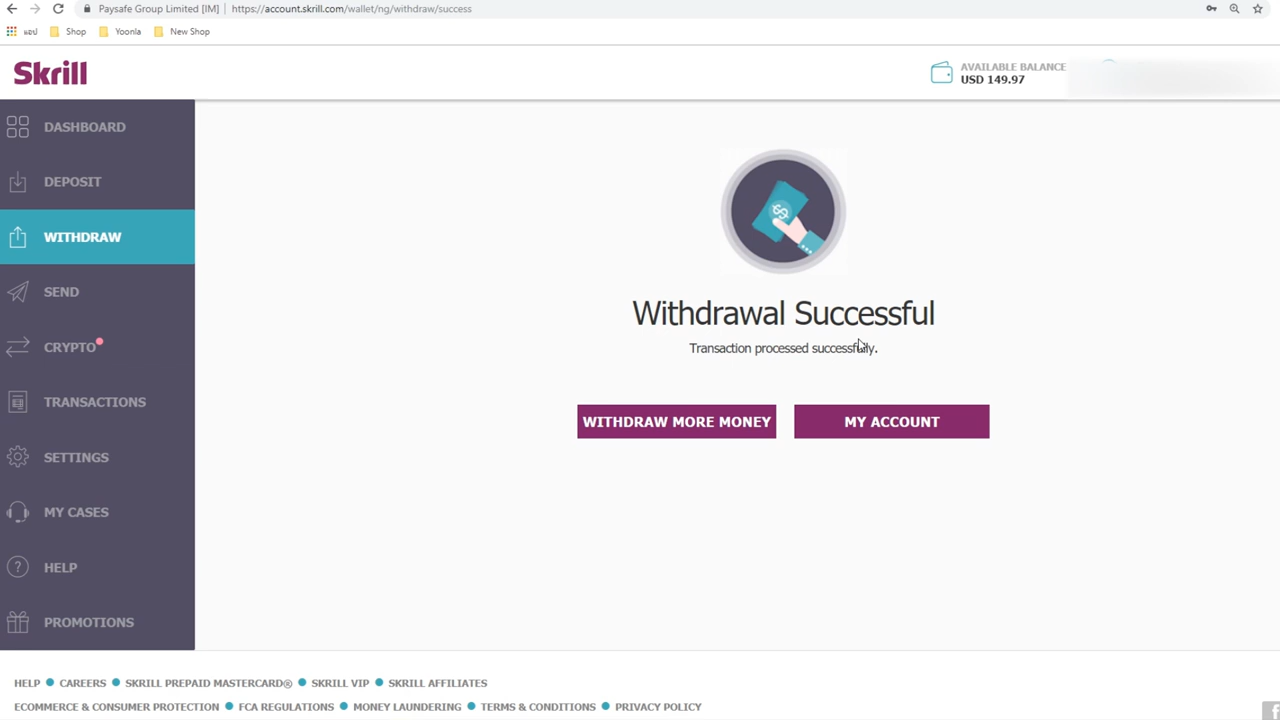 Paysafe Group Limited [IM] | https://account.skrill.com/wallet/ng/withdraw/success
แอป Shop Yoonla New Shop
Skrill
AVAILABLE BALANCE
USD 149.97
DASHBOARD
DEPOSIT
WITHDRAW
SEND
CRYPTO
TRANSACTIONS
SETTINGS
MY CASES
HELP
PROMOTIONS
Withdrawal Successful
Transaction processed successfully.
WITHDRAW MORE MONEY MY ACCOUNT
HELP CAREERS SKRILL PREPAID MASTERCARD® SKRILL VIP SKRILL AFFILIATES
ECOMMERCE & CONSUMER PROTECTION FCA REGULATIONS MONEY LAUNDERING TERMS & CONDITIONS PRIVACY POLICY